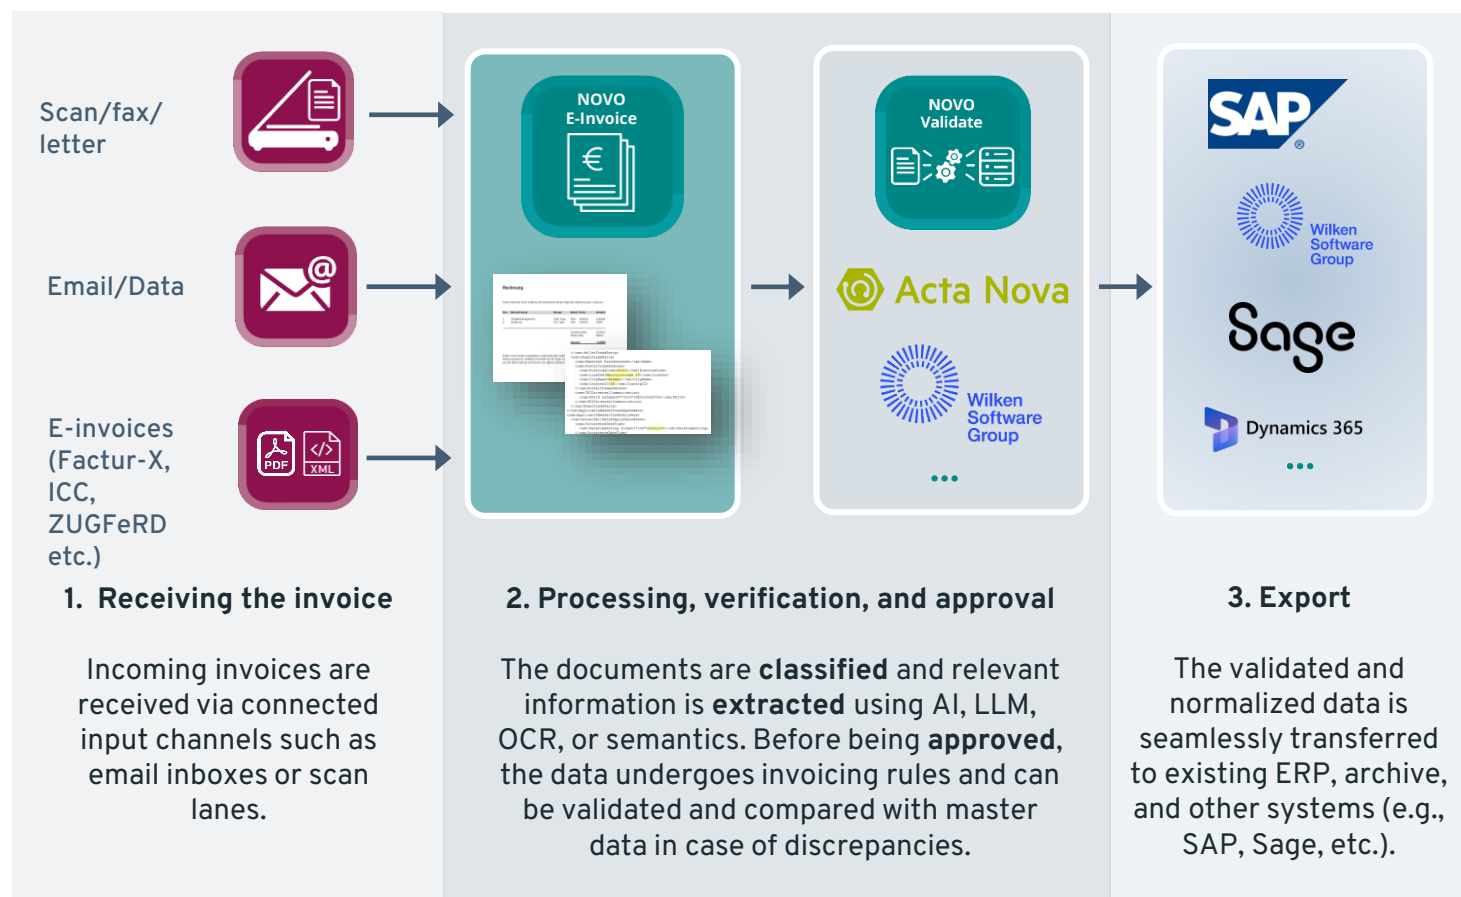 Scan/fax/
letter
Email/Data
E-invoices
(Factur-X,
ICC,
ZUGFeRD
etc.)
PDF
</>
XML
NOVO
E-Invoice
€
Rechnung
NOVO
Validate
Acta Nova
Wilken
Software
Group
...
SAP
®
Wilken
Software
Group
Sage
Dynamics 365
...
1. Receiving the invoice
Incoming invoices are
received via connected
input channels such as
email inboxes or scan
lanes.
2. Processing, verification, and approval
The documents are classified and relevant
information is extracted using AI, LLM,
OCR, or semantics. Before being approved,
the data undergoes invoicing rules and can
be validated and compared with master
data in case of discrepancies.
3. Export
The validated and
normalized data is
seamlessly transferred
to existing ERP, archive,
and other systems (e.g.,
SAP, Sage, etc.).